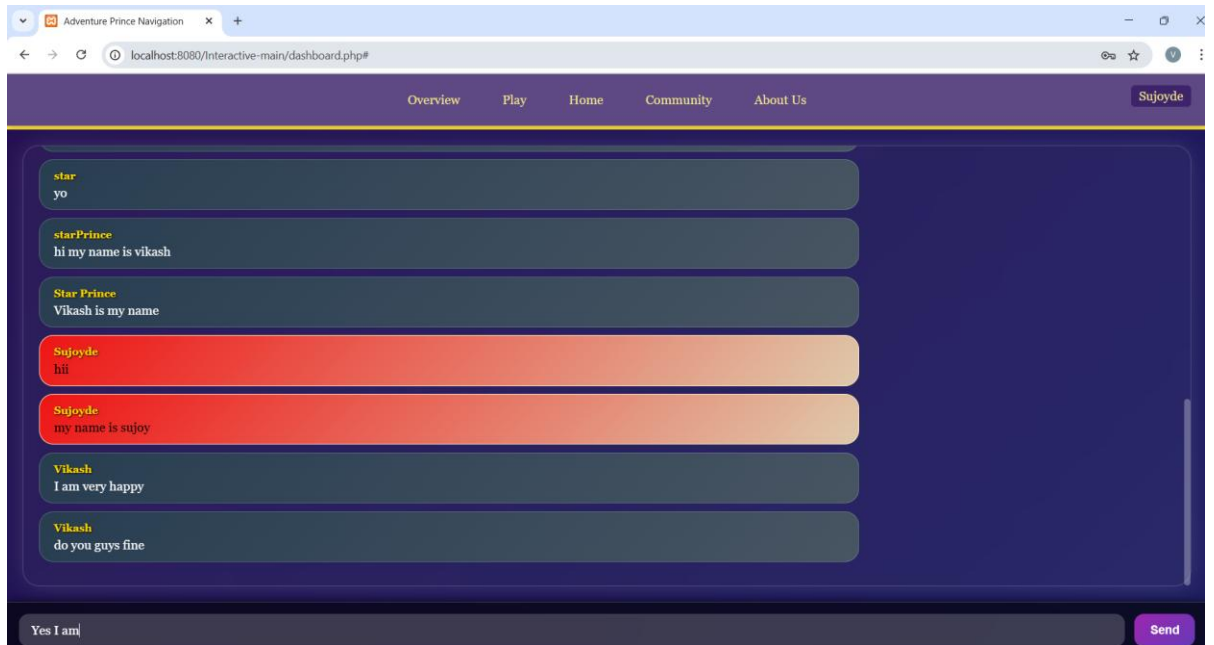 Adventure Prince Navigation
localhost:8080/Interactive-main/dashboard.php#
V
Overview Play Home Community About Us Sujoyde
star
yo
starPrince
hi my name is vikash
Star Prince
Vikash is my name
Sujoyde
hii
Sujoyde
my name is sujoy
Vikash
I am very happy
Vikash
do you guys fine
Yes I am Send